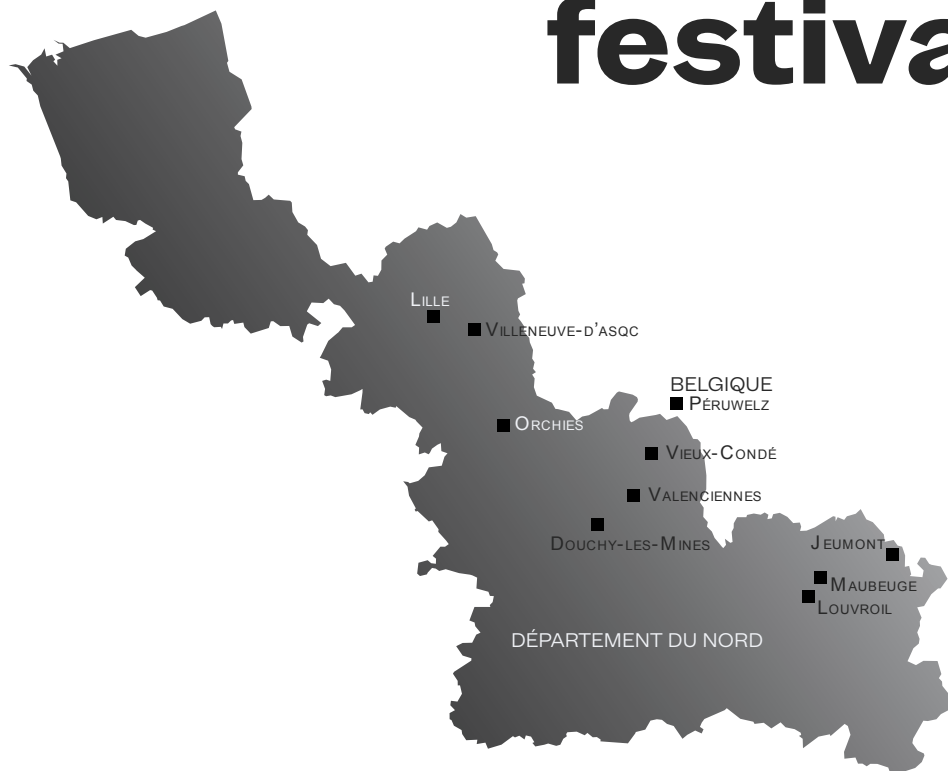 festiva
LILLE
VILLENEUVE-D'ASQC
BELGIQUE
PÉRUWELZ
ORCHIES
VIEUX-CONDÉ
VALENCIENNES
DOUCHY-LES-MINES
JEUMONT
MAUBEUGE
LOUVROIL
DÉPARTEMENT DU NORD